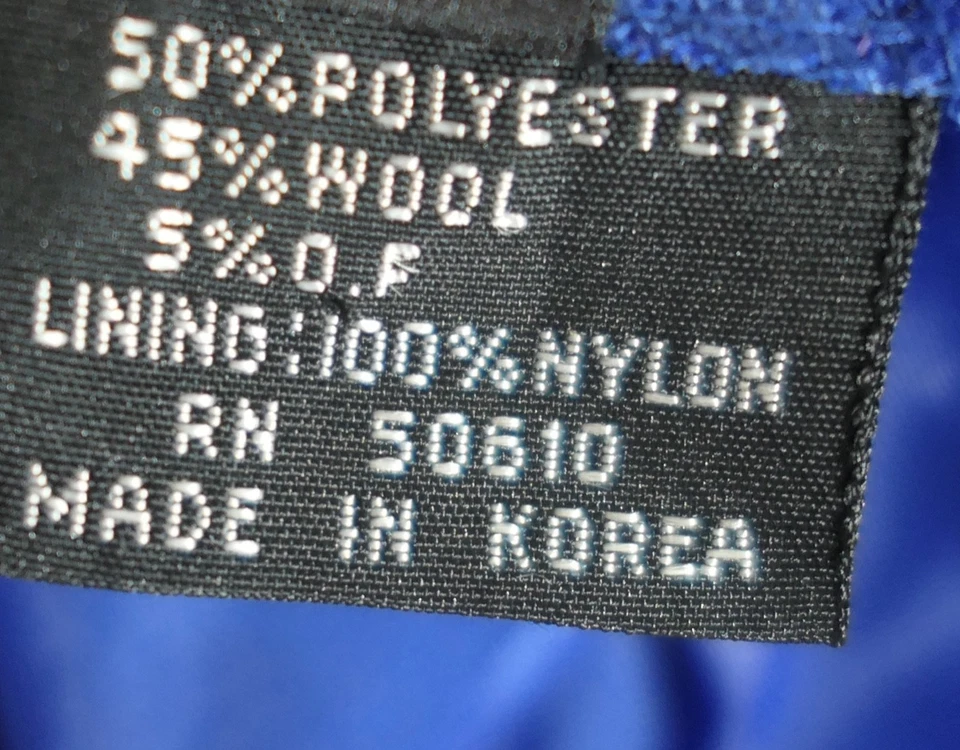 50%POLYESTER
45%WOOL
5%O.F
LINING:100%NYLON
RN 50610
MADE IN KOREA